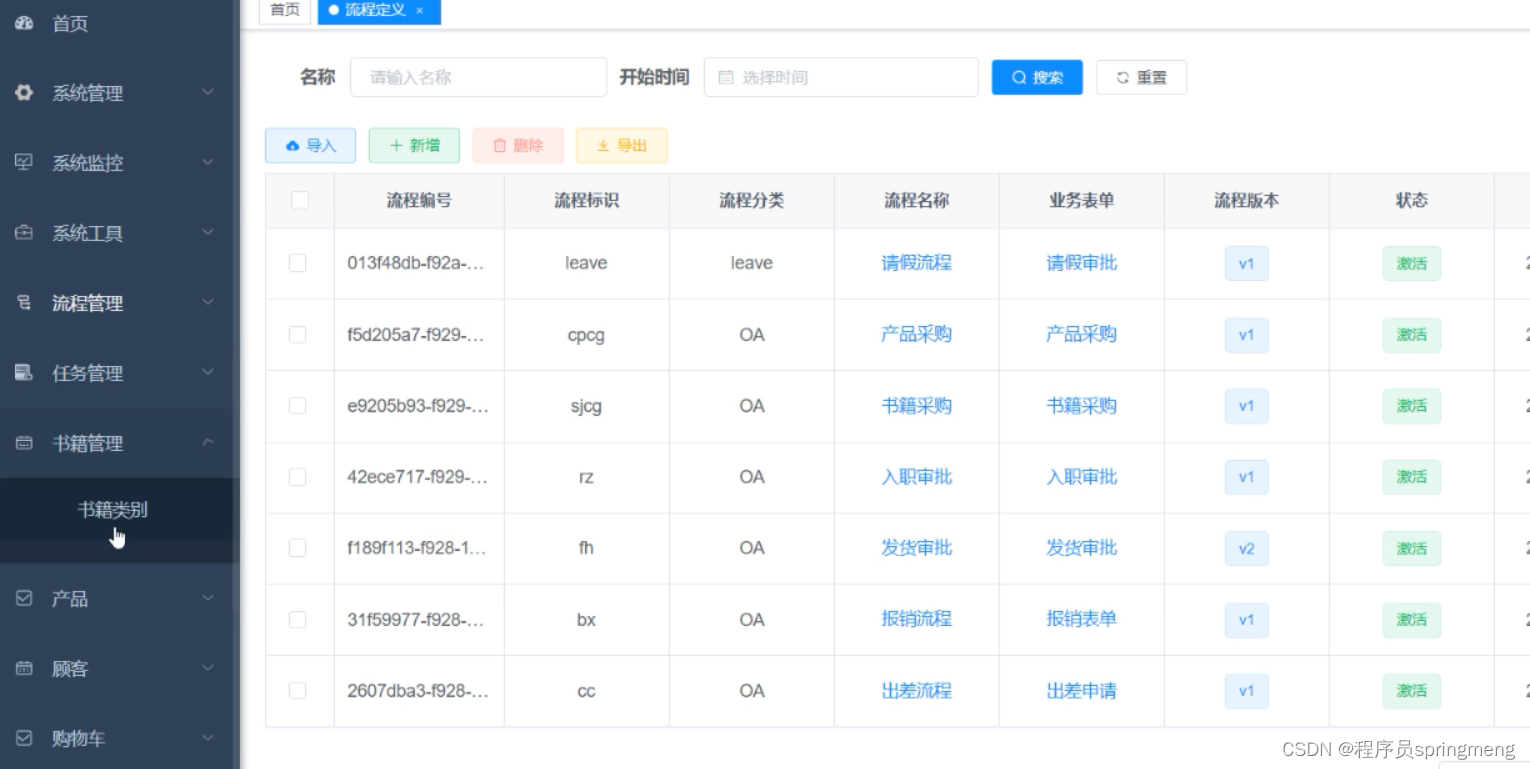 首页
系统管理
系统监控
系统工具
流程管理
任务管理
书籍管理
书籍类别
产品
顾客
购物车
首页 流程定义 ×
名称 请输入名称 开始时间 选择时间 搜索 重置
导入 新增 删除 导出
流程编号 流程标识 流程分类 流程名称 业务表单 流程版本 状态
013f48db-f92a-... leave leave 请假流程 请假审批 v1 激活
f5d205a7-f929-... cpcg OA 产品采购 产品采购 v1 激活
e9205b93-f929-... sjcg OA 书籍采购 书籍采购 v1 激活
42ece717-f929-... rz OA 入职审批 入职审批 v1 激活
f189f113-f928-1... fh OA 发货审批 发货审批 v2 激活
31f59977-f928-... bx OA 报销流程 报销表单 v1 激活
2607dba3-f928-... cc OA 出差流程 出差申请 v1 激活
CSDN @程序员springmeng